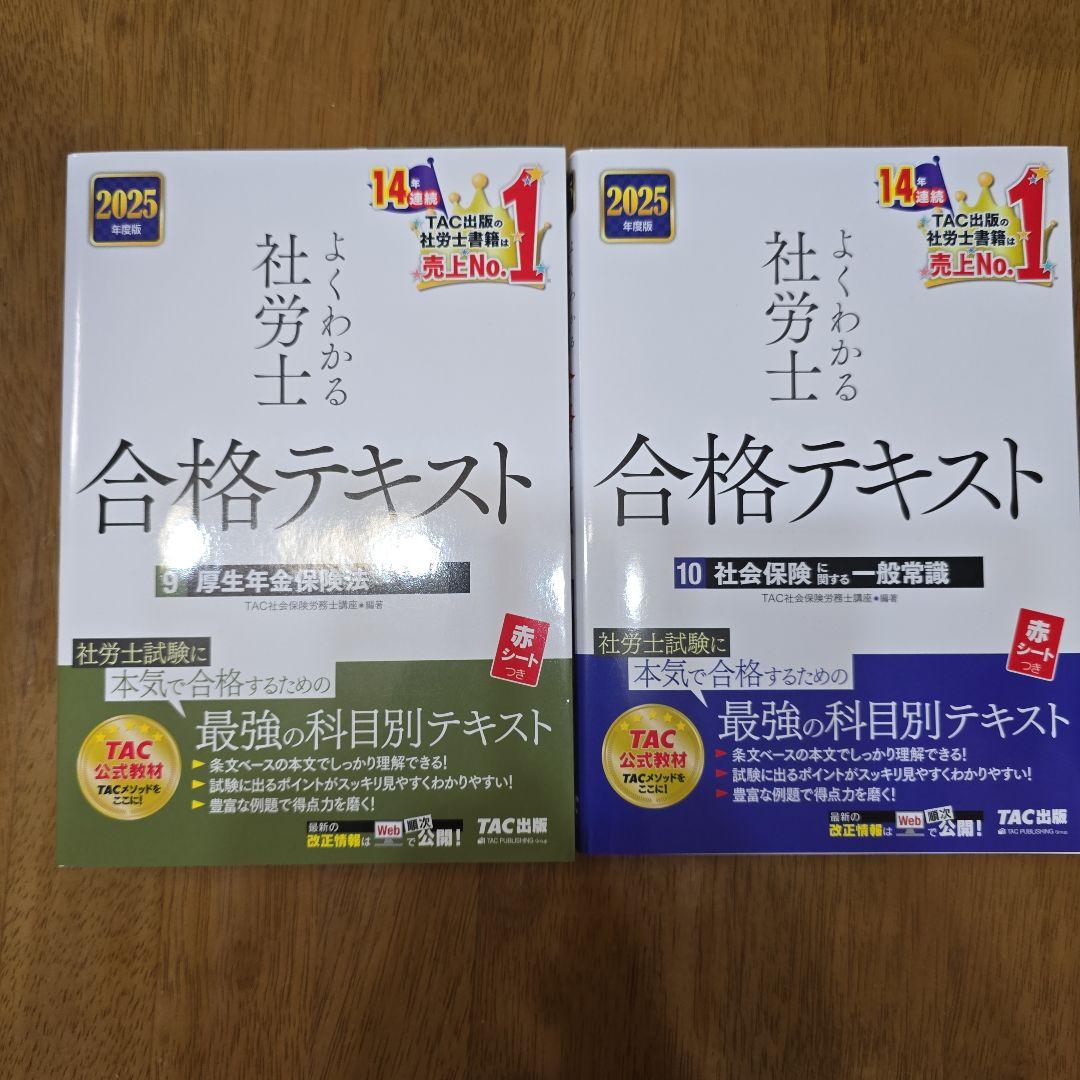 2025
年度版
14年連続
TAC出版の
社労士書籍は
売上No.1
よくわかる
社労士
合格テキスト
9 厚生年金保険法
TAC社会保険労務士講座●編著
赤
シート
つき
社労士試験に
本気で合格するための
最強の科目別テキスト
TAC
公式教材
TACメソッドを
ここに!
条文ベースの本文でしっかり理解できる!
試験に出るポイントがスッキリ見やすくわかりやすい!
豊富な例題で得点力を磨く!
最新の
改正情報は Web で 順次 公開!
TAC出版
TAC PUBLISHING Group
2025
年度版
14年連続
TAC出版の
社労士書籍は
売上No.1
よくわかる
社労士
合格テキスト
10 社会保険に関する一般常識
TAC社会保険労務士講座●編著
赤
シート
つき
社労士試験に
本気で合格するための
最強の科目別テキスト
TAC
公式教材
TACメソッドを
ここに!
条文ベースの本文でしっかり理解できる!
試験に出るポイントがスッキリ見やすくわかりやすい!
豊富な例題で得点力を磨く!
最新の
改正情報は Web で 順次 公開!
TAC出版
TAC PUBLISHING Group